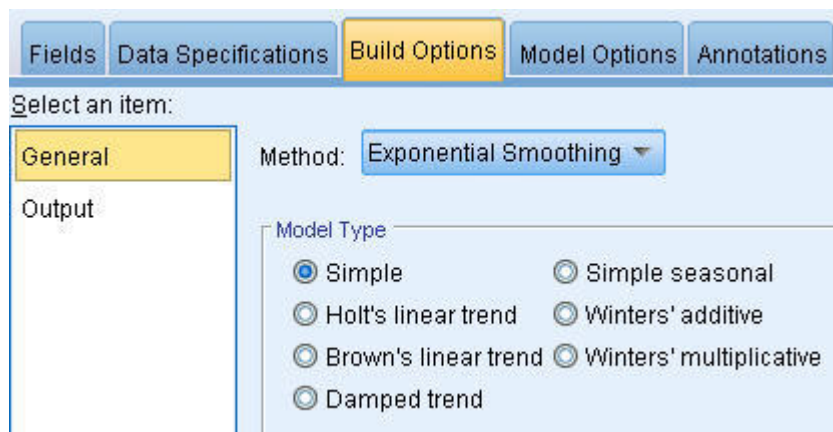 Fields Data Specifications Build Options Model Options Annotations
Select an item:
General
Output
Method: Exponential Smoothing
Model Type
Simple Simple seasonal
Holt's linear trend Winters' additive
Brown's linear trend Winters' multiplicative
Damped trend